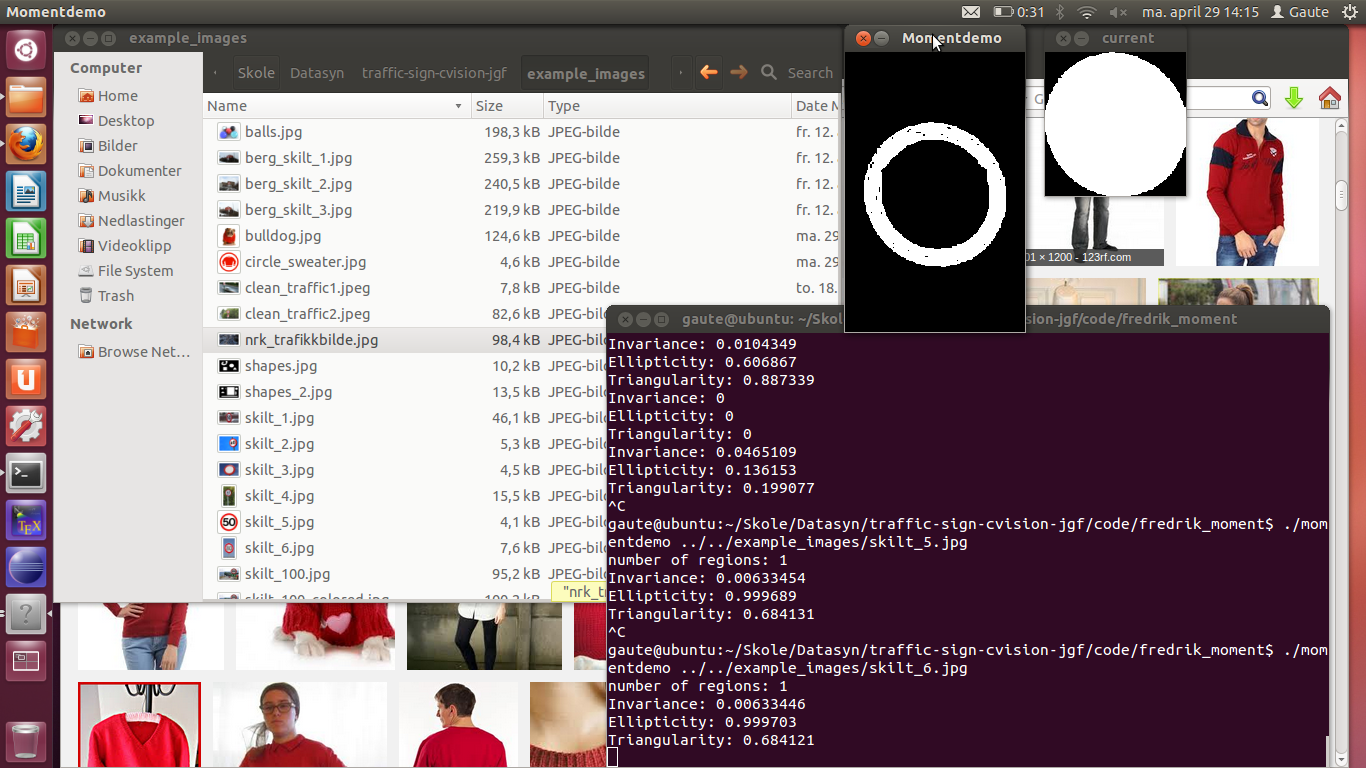 Momentdemo
0:31
ma. april 29 14:15
Gaute
example_images
Momentdemo
current
Computer
Home
Desktop
Bilder
Dokumenter
Musikk
Nedlastinger
Videoklipp
File System
Trash
Network
Browse Net…
Skole
Datasyn
traffic-sign-cvision-jgf
example_images
Search
Name Size Type Date M
balls.jpg 198,3 kB JPEG-bilde fr. 12.
berg_skilt_1.jpg 259,3 kB JPEG-bilde fr. 12.
berg_skilt_2.jpg 240,5 kB JPEG-bilde fr. 12.
berg_skilt_3.jpg 219,9 kB JPEG-bilde fr. 12.
bulldog.jpg 124,6 kB JPEG-bilde ma. 29
circle_sweater.jpg 4,6 kB JPEG-bilde ma. 29
clean_traffic1.jpeg 7,8 kB JPEG-bilde to. 18.
clean_traffic2.jpeg 82,6 kB JPEG-bilde fr. 12.
nrk_trafikkbilde.jpg 98,4 kB JPEG-bild
shapes.jpg 10,2 kB JPEG-bild
shapes_2.jpg 13,5 kB JPEG-bild
skilt_1.jpg 46,1 kB JPEG-bild
skilt_2.jpg 5,3 kB JPEG-bild
skilt_3.jpg 4,5 kB JPEG-bild
skilt_4.jpg 15,5 kB JPEG-bild
50
skilt_5.jpg 4,1 kB JPEG-bild
skilt_6.jpg 7,6 kB JPEG-bild
skilt_100.jpg 95,2 kB JPEG-bild
"nrk_t
01 × 1200 - 123rf.com
gaute@ubuntu: ~/Skol vision-jgf/code/fredrik_moment
Invariance: 0.0104349
Ellipticity: 0.606867
Triangularity: 0.887339
Invariance: 0
Ellipticity: 0
Triangularity: 0
Invariance: 0.0465109
Ellipticity: 0.136153
Triangularity: 0.199077
^C
gaute@ubuntu:~/Skole/Datasyn/traffic-sign-cvision-jgf/code/fredrik_moment$ ./mom
entdemo ../../example_images/skilt_5.jpg
number of regions: 1
Invariance: 0.00633454
Ellipticity: 0.999689
Triangularity: 0.684131
^C
gaute@ubuntu:~/Skole/Datasyn/traffic-sign-cvision-jgf/code/fredrik_moment$ ./mom
entdemo ../../example_images/skilt_6.jpg
number of regions: 1
Invariance: 0.00633446
Ellipticity: 0.999703
Triangularity: 0.684121